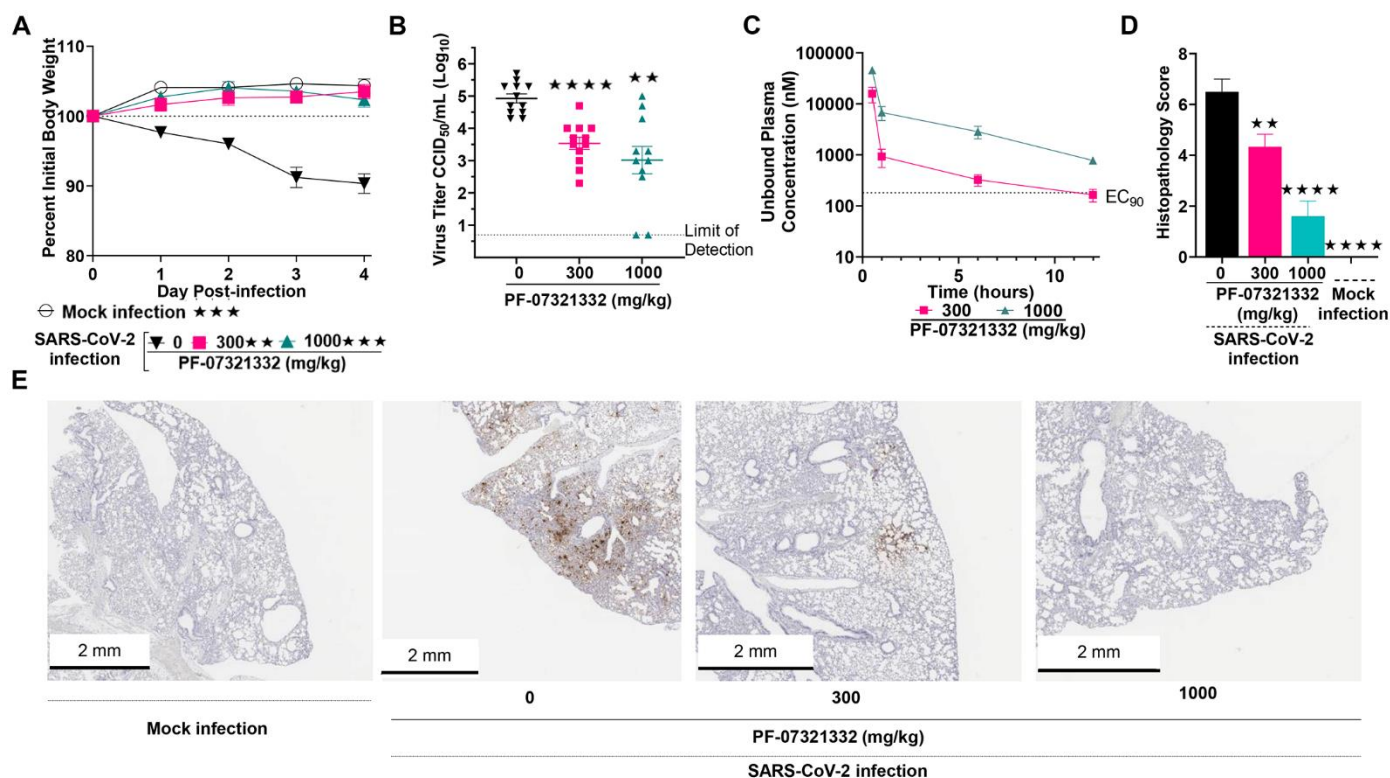 A
Percent Initial Body Weight
110
100
90
80
0 1 2 3 4
Day Post-infection
Mock infection ★★★
SARS-CoV-2
infection
0 300★★ 1000★★★
PF-07321332 (mg/kg)
B
Virus Titer CCID50/mL (Log10)
7
6
5
4
3
2
1
★★★★ ★★
Limit of
Detection
0 300 1000
PF-07321332 (mg/kg)
C
Unbound Plasma
Concentration (nM)
100000
10000
1000
100
10
EC90
0 5 10
Time (hours)
300 1000
PF-07321332 (mg/kg)
D
Histopathology Score
8
6
4
2
0
★★
★★★★
★★★★
0 300 1000
PF-07321332
(mg/kg)
Mock
infection
SARS-CoV-2
infection
E
2 mm
2 mm
2 mm
2 mm
0 300 1000
Mock infection
PF-07321332 (mg/kg)
SARS-CoV-2 infection